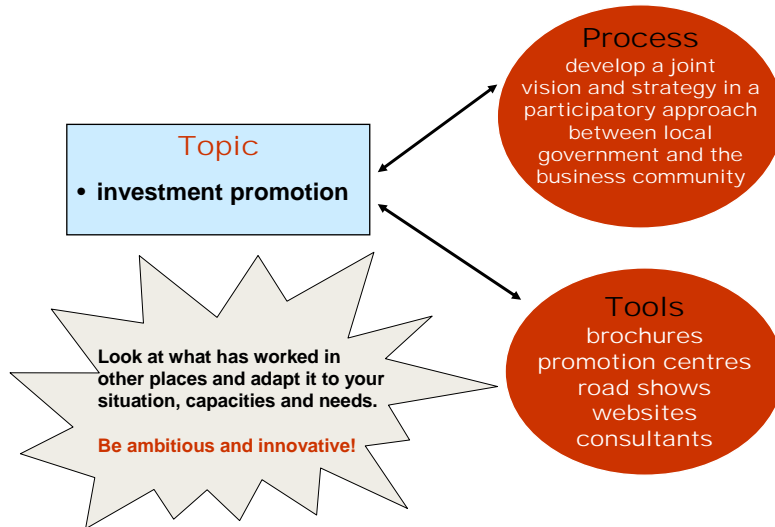 Process
develop a joint
vision and strategy in a
participatory approach
between local
government and the
business community
Topic
• investment promotion
Look at what has worked in
other places and adapt it to your
situation, capacities and needs.
Be ambitious and innovative!
Tools
brochures
promotion centres
road shows
websites
consultants